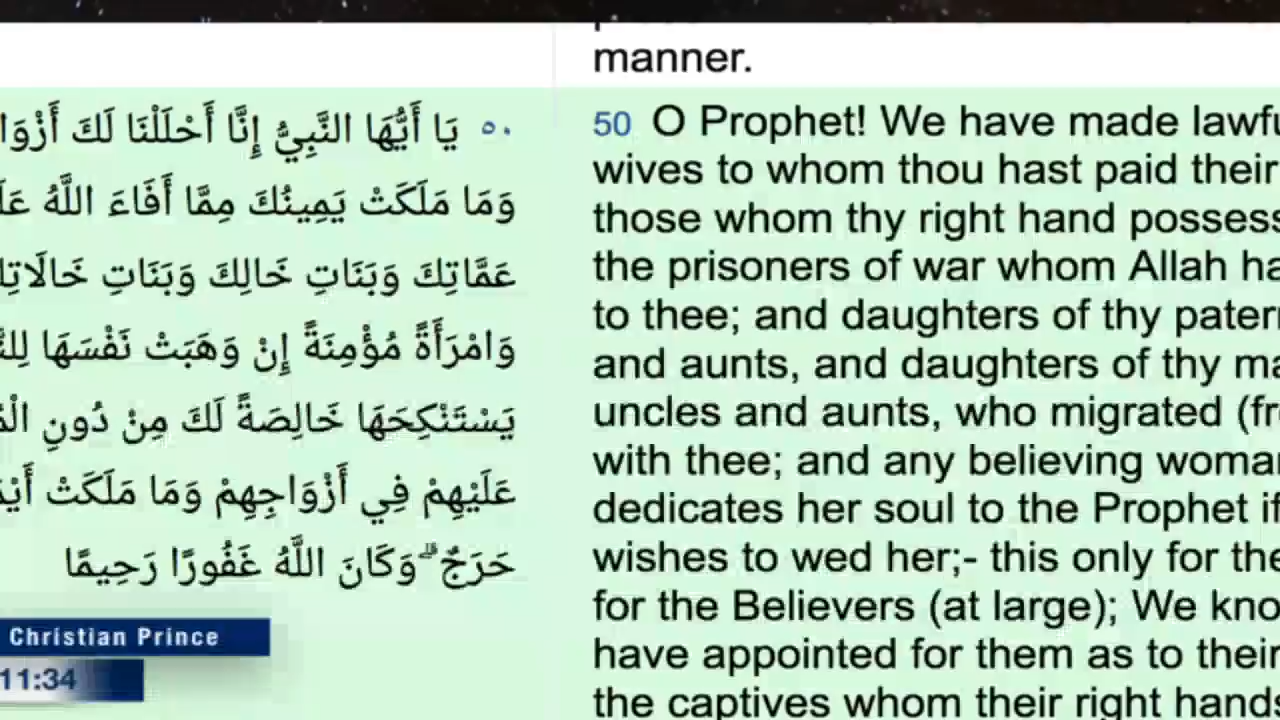 manner.
يَا أَيُّهَا النَّبِيُّ إِنَّا أَحْلَلْنَا لَكَ ٥٠
وَمَا مَلَكَتْ يَمِينُكَ مِمَّا أَفَاءَ اللَّهُ
عَمَّاتِكَ وَبَنَاتِ خَالِكَ وَبَنَاتِ
وَامْرَأَةً مُؤْمِنَةً إِنْ وَهَبَتْ نَفْسَهَا
يَسْتَنْكِحَهَا خَالِصَةً لَكَ مِنْ دُونِ
عَلَيْهِمْ فِي أَزْوَاجِهِمْ وَمَا مَلَكَتْ
حَرَجٌ ۗ وَكَانَ اللَّهُ غَفُورًا رَحِيمًا
50 O Prophet! We have made
wives to whom thou hast paid their
those whom thy right hand
the prisoners of war whom Allah
to thee; and daughters of thy
and aunts, and daughters of thy
uncles and aunts, who migrated
with thee; and any believing
dedicates her soul to the Prophet if
wishes to wed her;- this only for
for the Believers (at large); We
have appointed for them as to their
the captives whom their right
Christian Prince
11:34